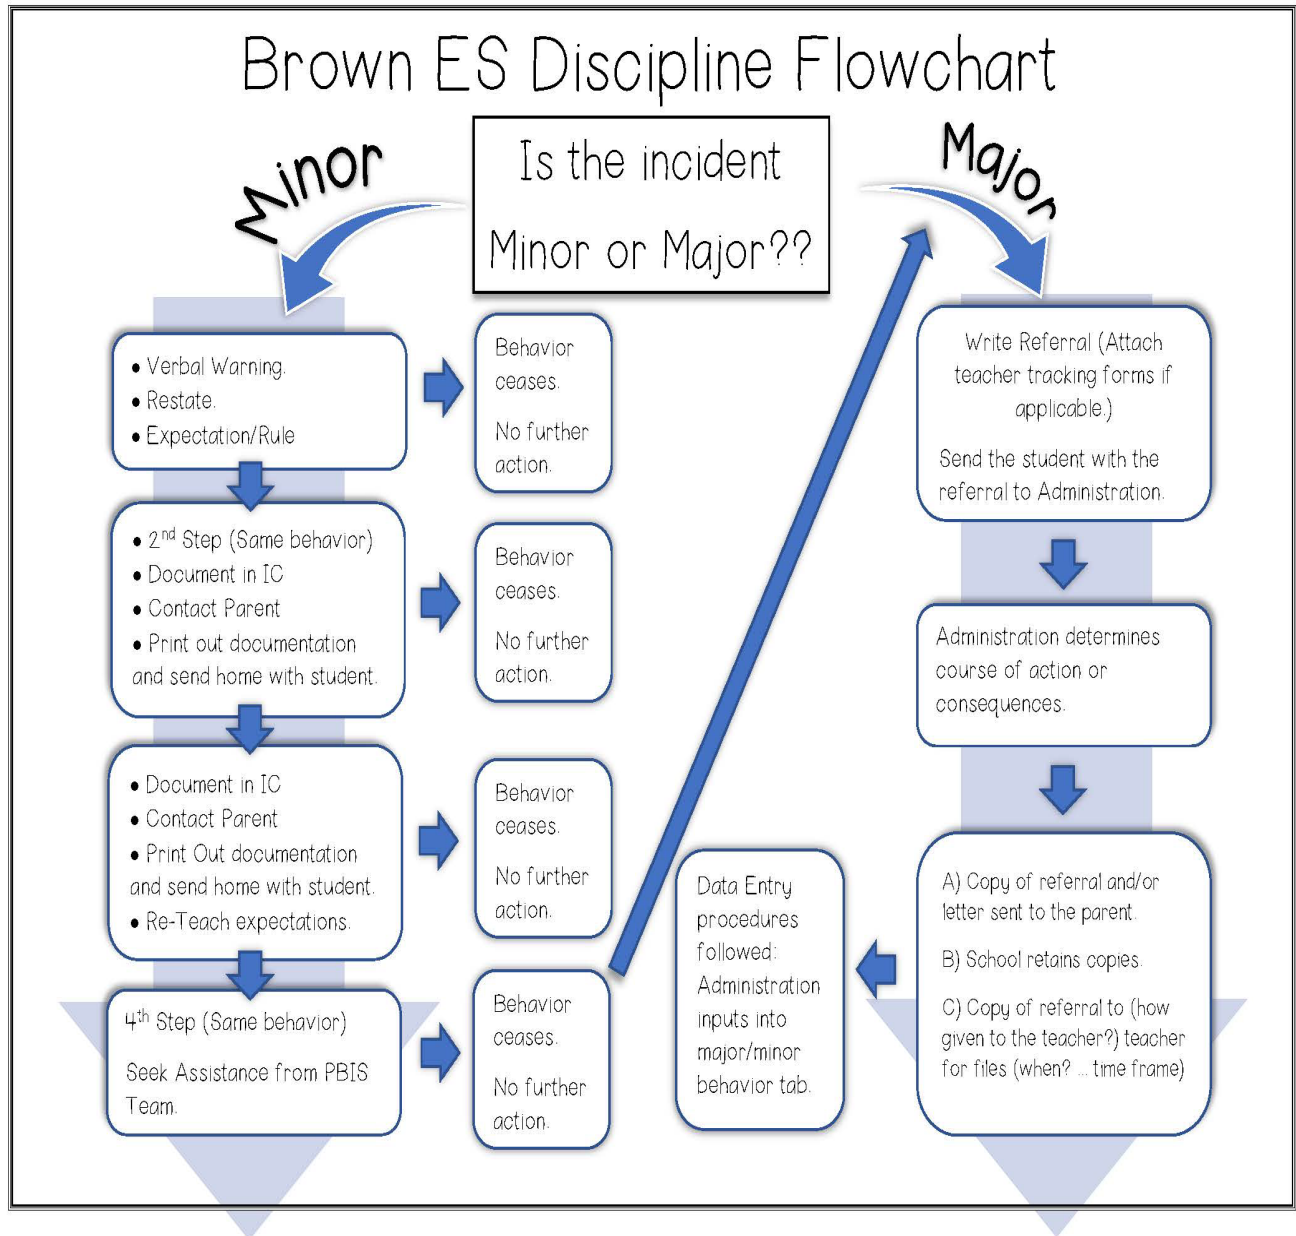 Brown ES Discipline Flowchart
Minor
Is the incident
Minor or Major??
Major
• Verbal Warning.
• Restate.
• Expectation/Rule
Behavior
ceases.
No further
action.
• 2nd Step (Same behavior)
• Document in IC
• Contact Parent
• Print out documentation
and send home with student.
Behavior
ceases.
No further
action.
• Document in IC
• Contact Parent
• Print Out documentation
and send home with student.
• Re-Teach expectations.
Behavior
ceases.
No further
action.
4th Step (Same behavior)
Seek Assistance from PBIS
Team.
Behavior
ceases.
No further
action.
Write Referral (Attach
teacher tracking forms if
applicable.)
Send the student with the
referral to Administration.
Administration determines
course of action or
consequences.
A) Copy of referral and/or
letter sent to the parent.
B) School retains copies.
C) Copy of referral to (how
given to the teacher?) teacher
for files (when? ... time frame)
Data Entry
procedures
followed:
Administration
inputs into
major/minor
behavior tab.